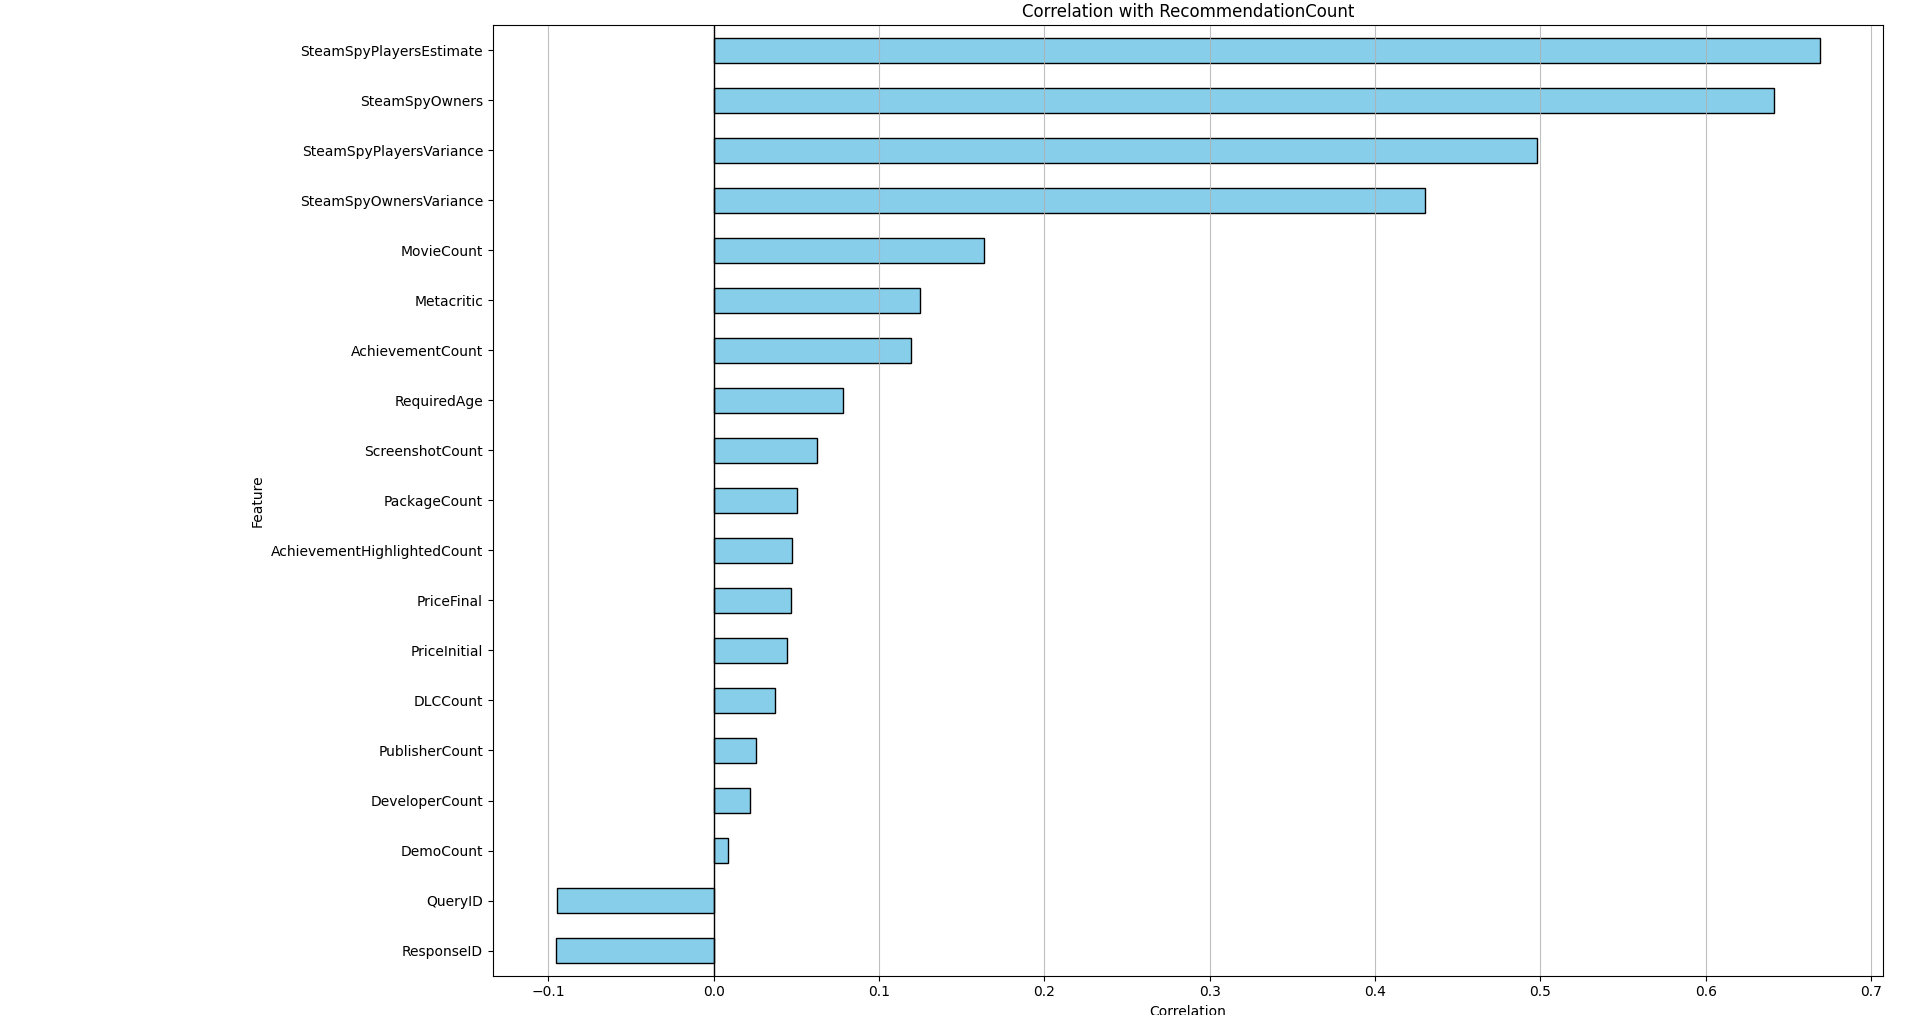 Correlation with RecommendationCount
SteamSpyPlayersEstimate
SteamSpyOwners
SteamSpyPlayersVariance
SteamSpyOwnersVariance
MovieCount
Metacritic
AchievementCount
RequiredAge
ScreenshotCount
PackageCount
AchievementHighlightedCount
PriceFinal
PriceInitial
DLCCount
PublisherCount
DeveloperCount
DemoCount
QueryID
ResponseID
Feature
−0.1 0.0 0.1 0.2 0.3 0.4 0.5 0.6 0.7
Correlation